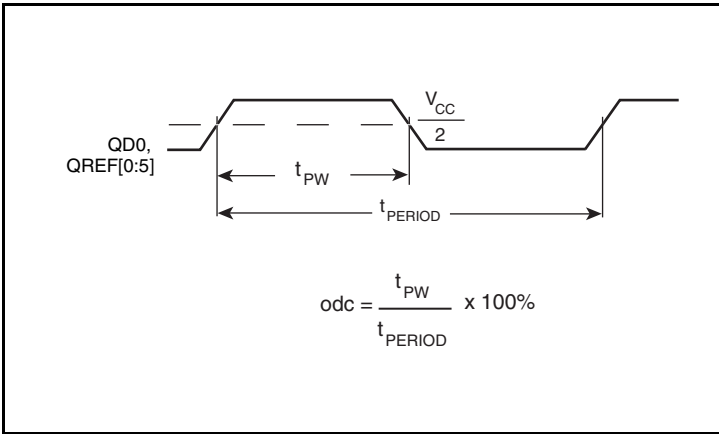 V_CC
2
QD0,
QREF[0:5]
t_PW
t_PERIOD
odc = t_PW / t_PERIOD x 100%